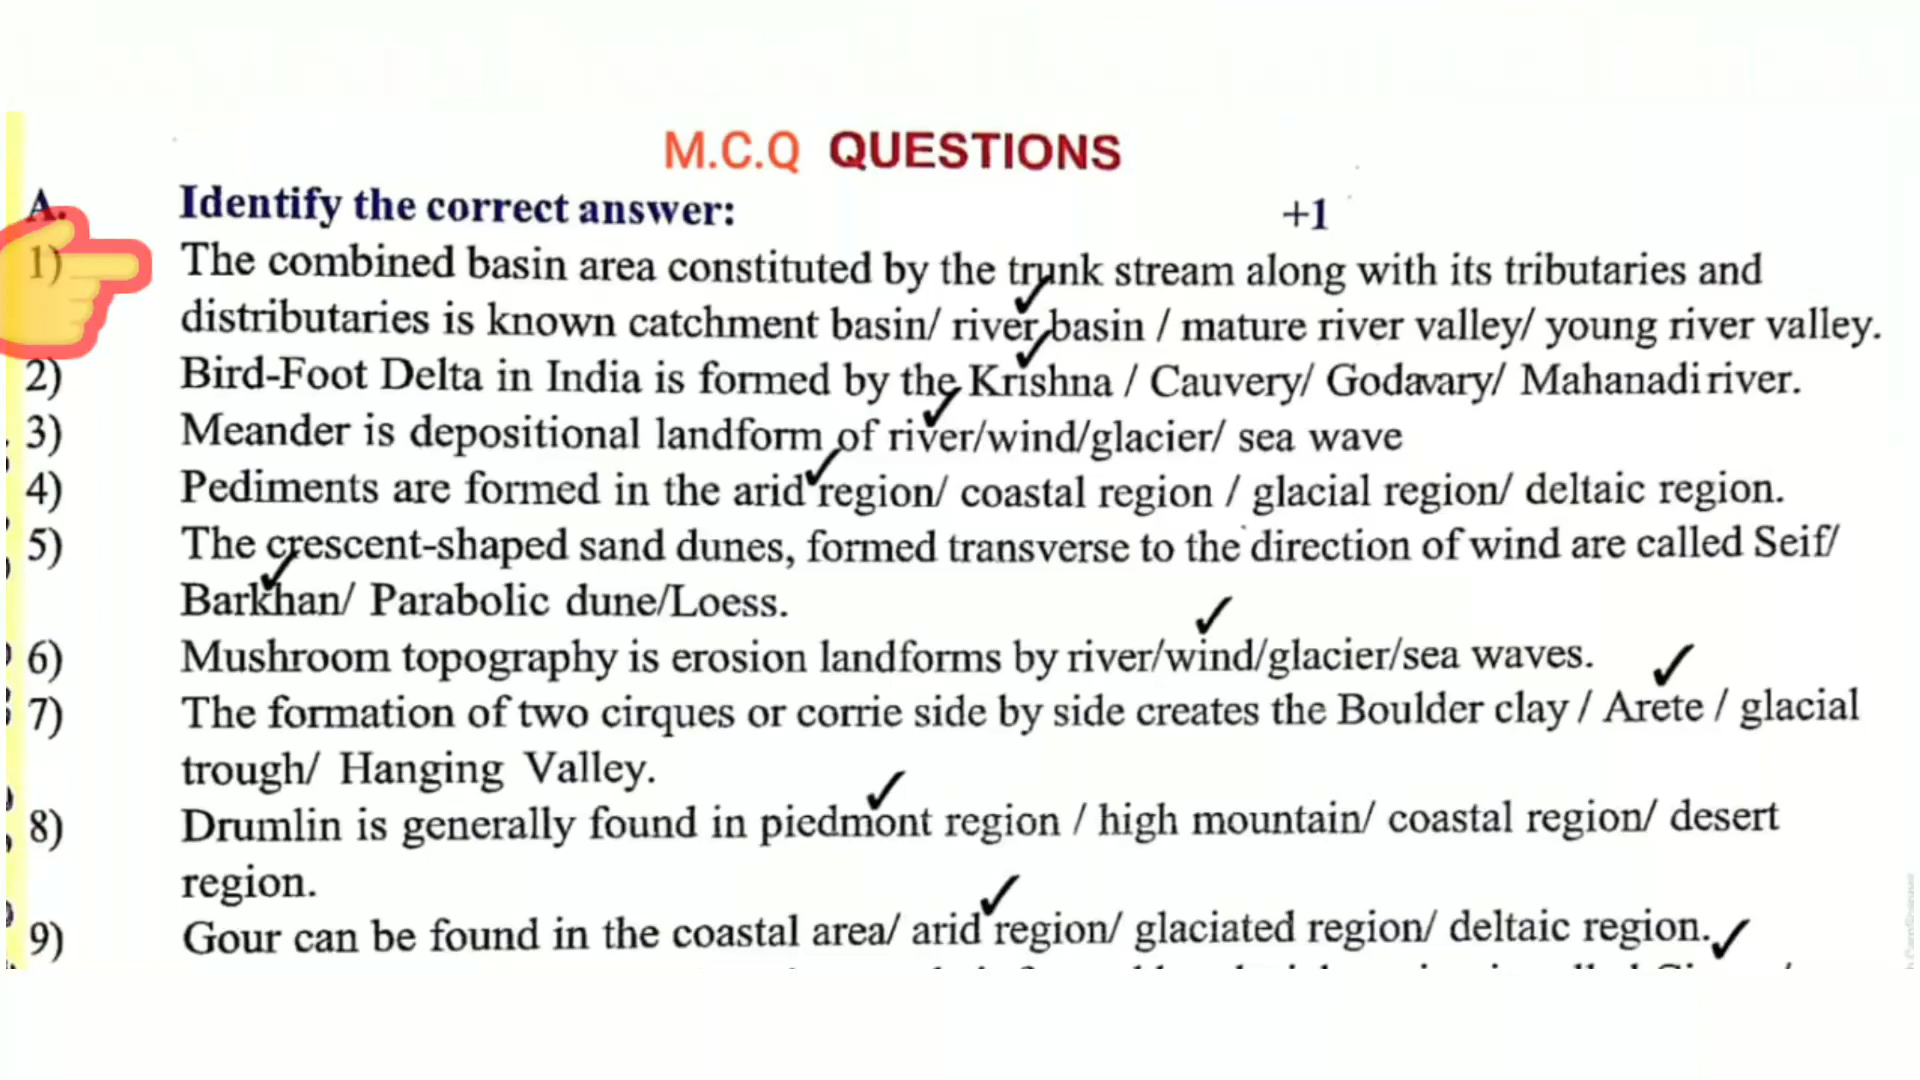 M.C.Q QUESTIONS
A. Identify the correct answer: +1
1) The combined basin area constituted by the trunk stream along with its tributaries and
distributaries is known catchment basin/ river basin / mature river valley/ young river valley.
2) Bird-Foot Delta in India is formed by the Krishna / Cauvery/ Godavary/ Mahanadi river.
3) Meander is depositional landform of river/wind/glacier/ sea wave
4) Pediments are formed in the arid region/ coastal region / glacial region/ deltaic region.
5) The crescent-shaped sand dunes, formed transverse to the direction of wind are called Seif/
Barkhan/ Parabolic dune/Loess.
6) Mushroom topography is erosion landforms by river/wind/glacier/sea waves.
7) The formation of two cirques or corrie side by side creates the Boulder clay / Arete / glacial
trough/ Hanging Valley.
8) Drumlin is generally found in piedmont region / high mountain/ coastal region/ desert
region.
9) Gour can be found in the coastal area/ arid region/ glaciated region/ deltaic region.